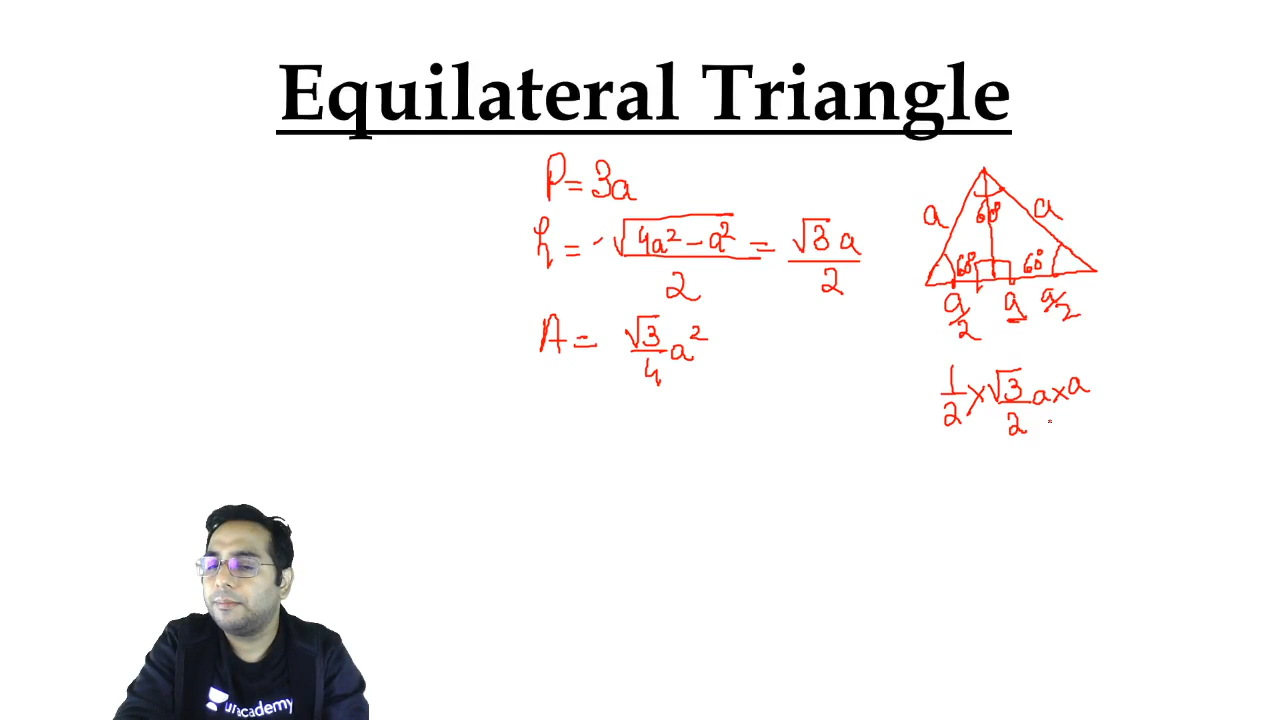 Equilateral Triangle
P = 3a
h = √(4a² − a²) / 2 = √3 a / 2
A = √3/4 a²
a
a
60°
60°
60°
a/2
a
a/2
1/2 × √3/2 a × a
unacademy